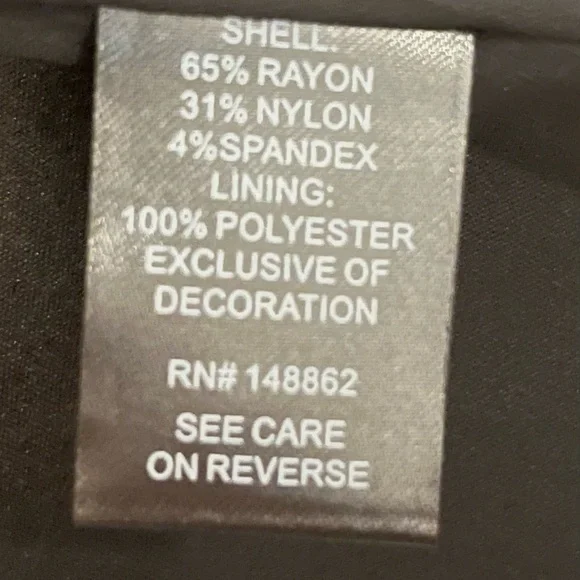 SHELL:
65% RAYON
31% NYLON
4%SPANDEX
LINING:
100% POLYESTER
EXCLUSIVE OF
DECORATION
RN# 148862
SEE CARE
ON REVERSE